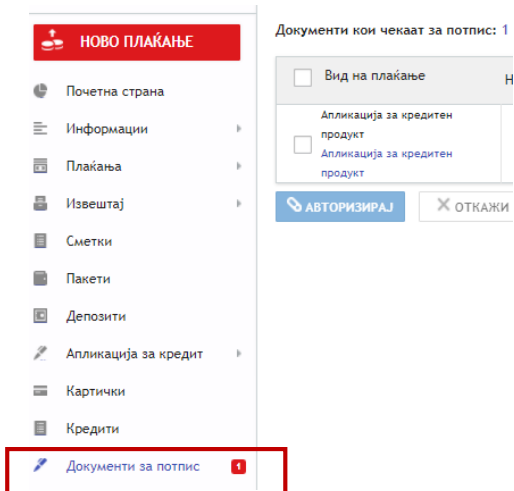 НОВО ПЛАЌАЊЕ
Почетна страна
Информации
Плаќања
Извештај
Сметки
Пакети
Депозити
Апликација за кредит
Картички
Кредити
Документи за потпис 1
Документи кои чекаат за потпис: 1
Вид на плаќање
Апликација за кредитен
продукт
Апликација за кредитен
продукт
АВТОРИЗИРАЈ
ОТКАЖИ